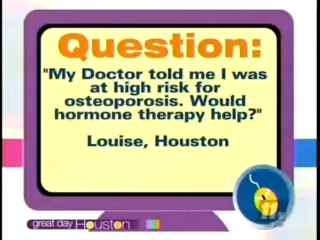 Question:
"My Doctor told me I was
at high risk for
osteoporosis. Would
hormone therapy help?"
Louise, Houston
great day Houston